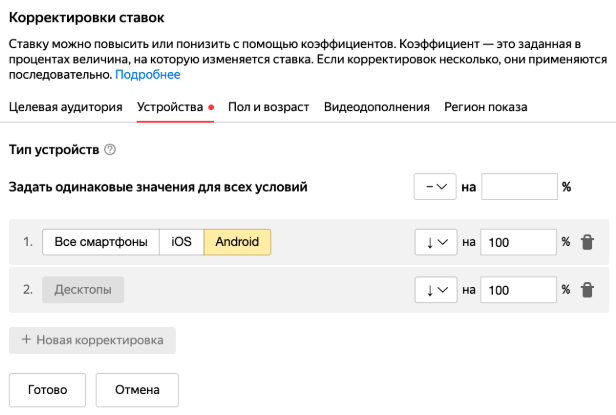 Корректировки ставок
Ставку можно повысить или понизить с помощью коэффициентов. Коэффициент — это заданная в
процентах величина, на которую изменяется ставка. Если корректировок несколько, они применяются
последовательно. Подробнее
Целевая аудитория Устройства Пол и возраст Видеодополнения Регион показа
Тип устройств ?
Задать одинаковые значения для всех условий – на %
1. Все смартфоны iOS Android ↓ на 100 %
2. Десктопы ↓ на 100 %
+ Новая корректировка
Готово Отмена